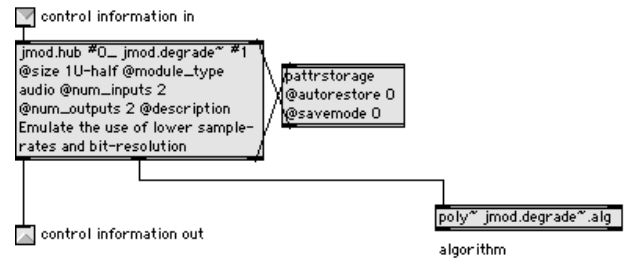 control information in
jmod.hub #0_ jmod.degrade~ #1
@size 1U-half @module_type
audio @num_inputs 2
@num_outputs 2 @description
Emulate the use of lower sample-
rates and bit-resolution
pattrstorage
@autorestore 0
@savemode 0
poly~ jmod.degrade~.alg
control information out
algorithm